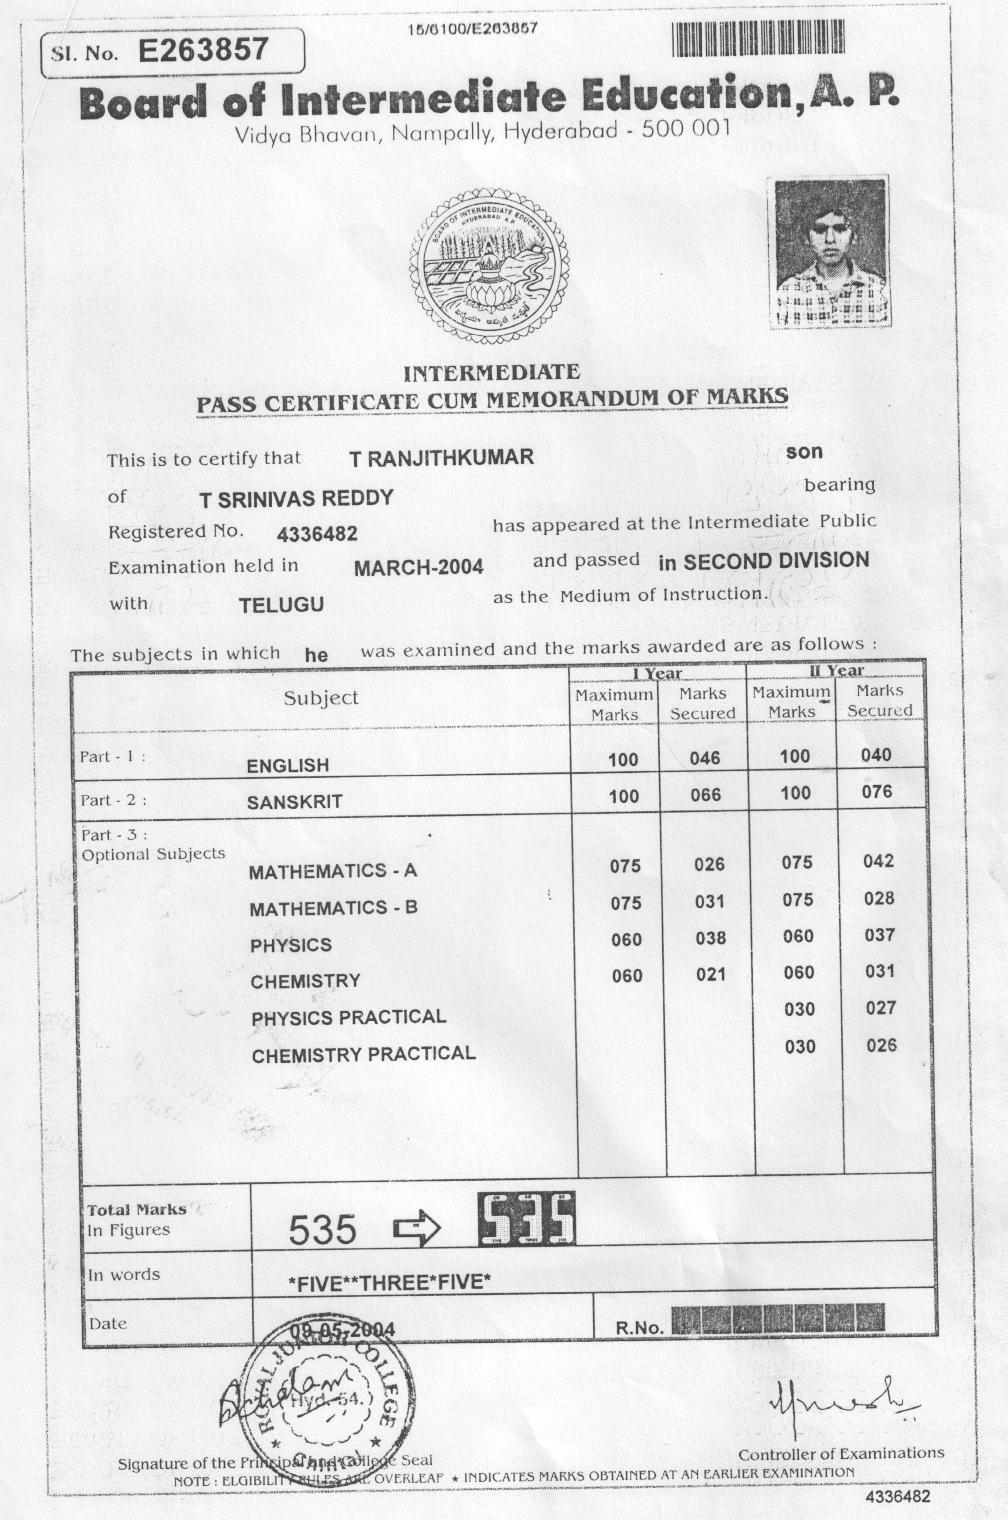 15/6100/E263857
Sl. No. E263857
Board of Intermediate Education, A. P.
Vidya Bhavan, Nampally, Hyderabad - 500 001
BOARD OF INTERMEDIATE EDUCATION
HYDERABAD A.P.
INTERMEDIATE
PASS CERTIFICATE CUM MEMORANDUM OF MARKS
This is to certify that T RANJITHKUMAR son
of T SRINIVAS REDDY bearing
Registered No. 4336482 has appeared at the Intermediate Public
Examination held in MARCH-2004 and passed in SECOND DIVISION
with TELUGU as the Medium of Instruction.
The subjects in which he was examined and the marks awarded are as follows :
Subject I Year II Year
Maximum Marks Marks Secured Maximum Marks Marks Secured
Part - 1 : ENGLISH 100 046 100 040
Part - 2 : SANSKRIT 100 066 100 076
Part - 3 :
Optional Subjects
MATHEMATICS - A 075 026 075 042
MATHEMATICS - B 075 031 075 028
PHYSICS 060 038 060 037
CHEMISTRY 060 021 060 031
PHYSICS PRACTICAL 030 027
CHEMISTRY PRACTICAL 030 026
Total Marks
In Figures 535 535
In words *FIVE**THREE*FIVE*
Date 09-05-2004 R.No.
ROYAL JUNIOR COLLEGE
Hyd.-54.
Chintal
Signature of the Principal and College Seal Controller of Examinations
NOTE : ELGIBILITY RULES ARE OVERLEAF ★ INDICATES MARKS OBTAINED AT AN EARLIER EXAMINATION
4336482